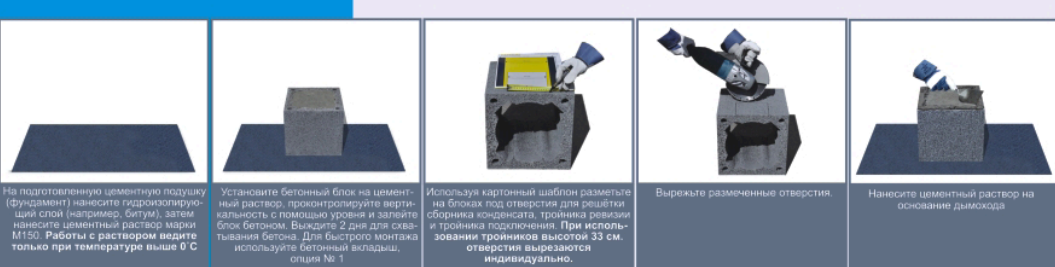 На подготовленную цементную подушку
(фундамент) нанесите гидроизолирую-
щий слой (например, битум), затем
нанесите цементный раствор марки
М150. Работы с раствором ведите
только при температуре выше 0˚С
Установите бетонный блок на цемент-
ный раствор, проконтролируйте верти-
кальность с помощью уровня и залейте
блок бетоном. Выждите 2 дня для схва-
тывания бетона. Для быстрого монтажа
используйте бетонный вкладыш,
опция № 1
Используя картонный шаблон разметьте
на блоках под отверстия для решётки
сборника конденсата, тройника ревизии
и тройника подключения. При исполь-
зовании тройников высотой 33 см.
отверстия вырезаются
индивидуально.
Вырежьте размеченные отверстия.
Нанесите цементный раствор на
основание дымохода